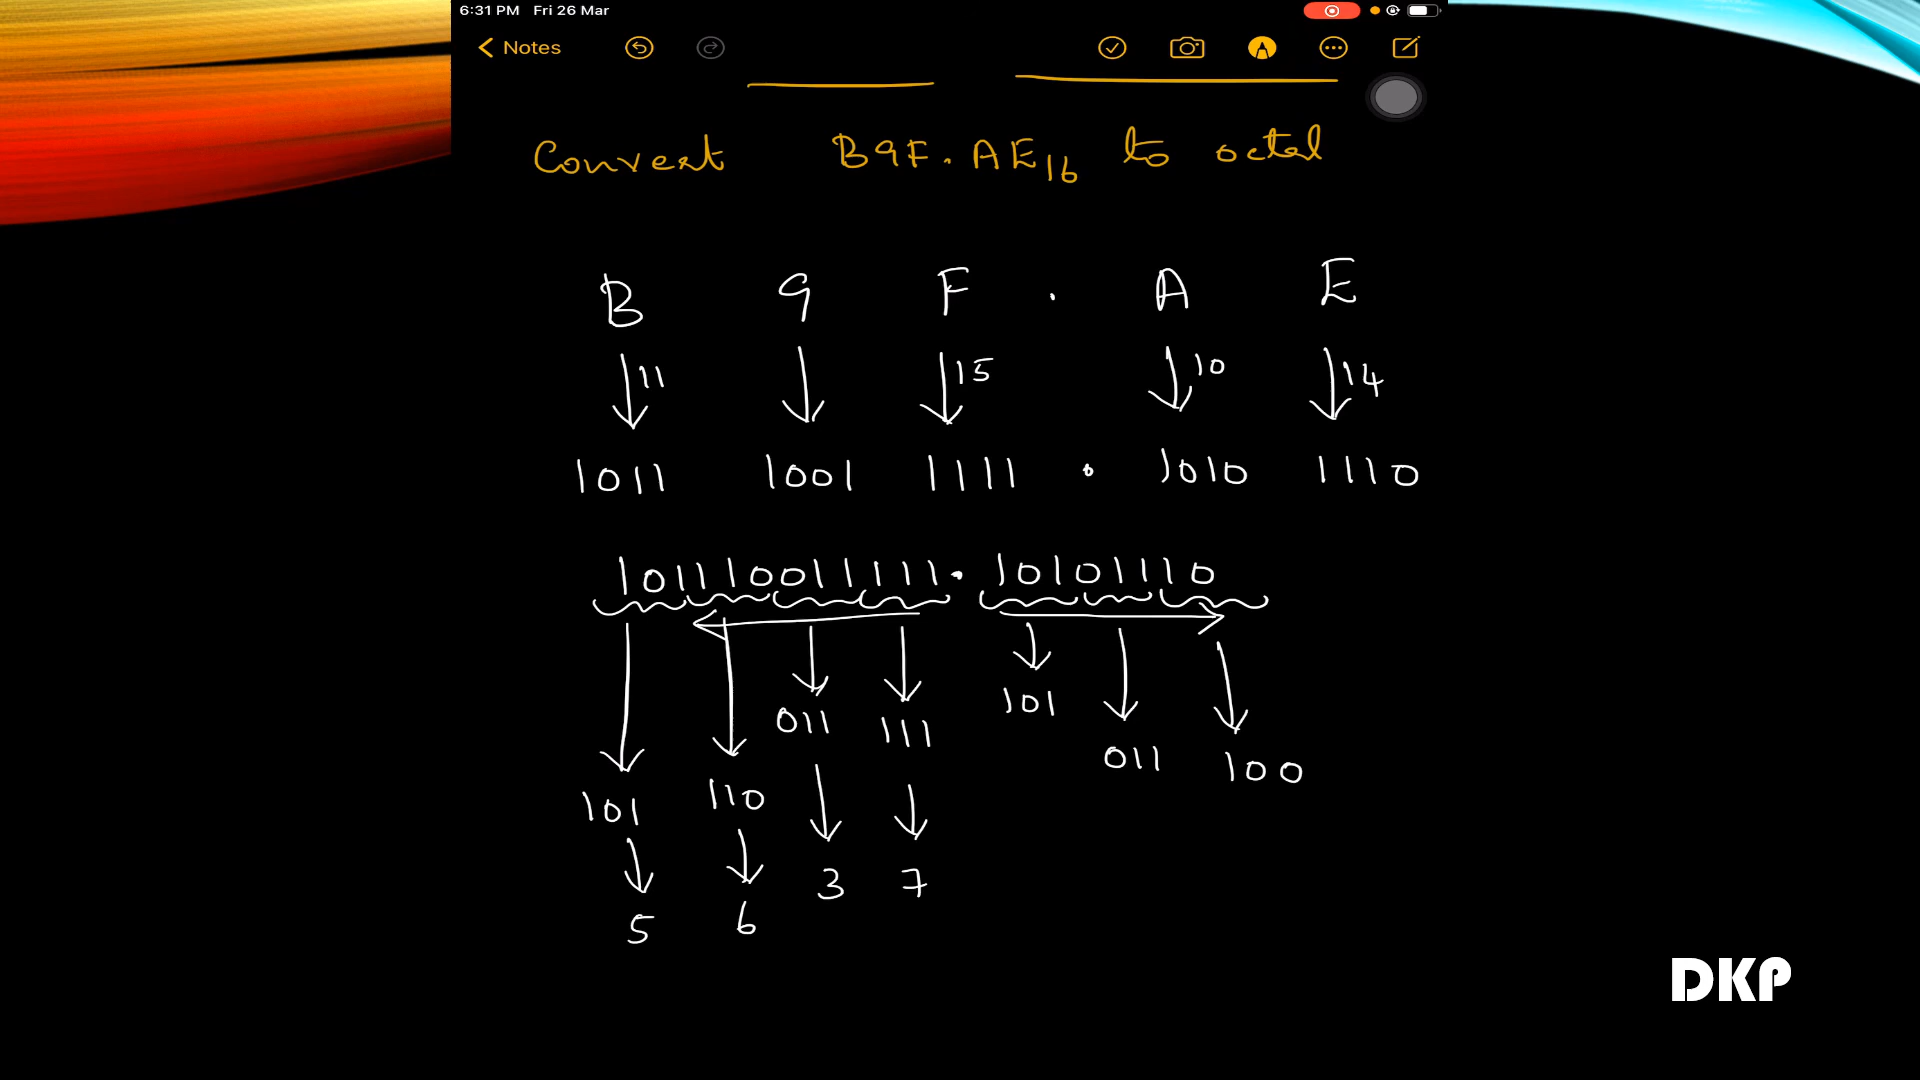 6:31 PM Fri 26 Mar
Notes
Convert B9F.AE16 to octal
B 9 F . A E
11 15 10 14
1011 1001 1111 . 1010 1110
101110011111.10101110
011 111 101
101 110 011 100
3 7
5 6
DKP